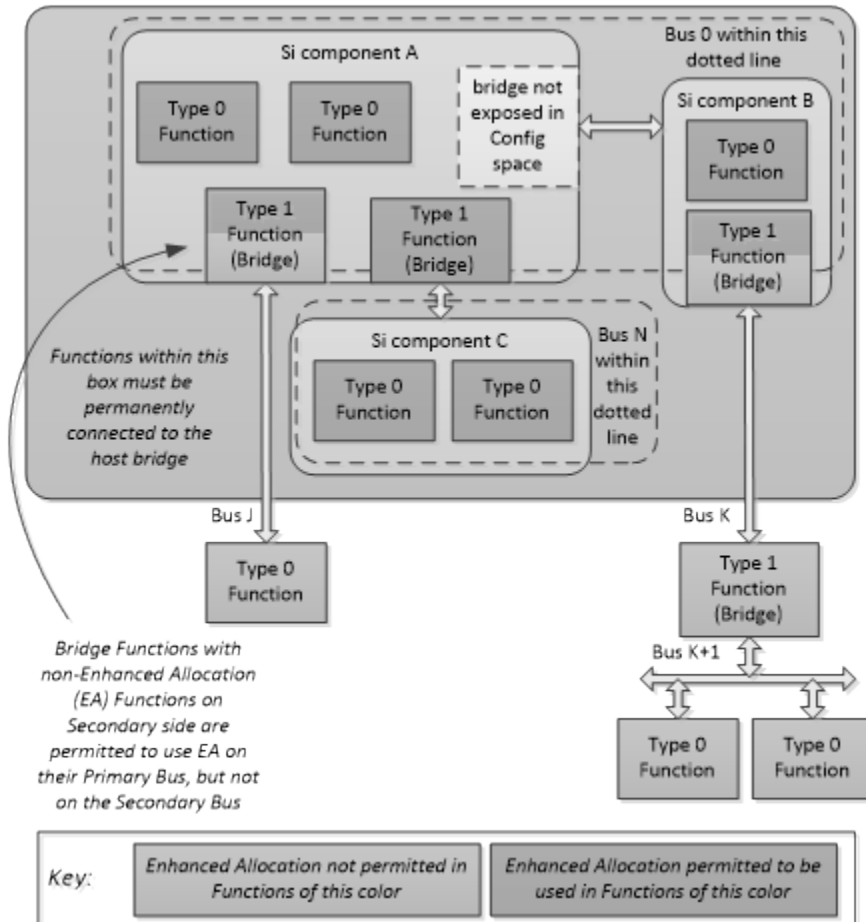 Bus 0 within this
dotted line
Si component A
bridge not
exposed in
Config
space
Si component B
Type 0
Function
Type 0
Function
Type 0
Function
Type 1
Function
(Bridge)
Type 1
Function
(Bridge)
Type 1
Function
(Bridge)
Functions within this
box must be
permanently
connected to the
host bridge
Si component C
Type 0
Function
Type 0
Function
Bus N
within
this
dotted
line
Bus J
Bus K
Type 0
Function
Type 1
Function
(Bridge)
Bridge Functions with
non-Enhanced Allocation
(EA) Functions on
Secondary side are
permitted to use EA on
their Primary Bus, but not
on the Secondary Bus
Bus K+1
Type 0
Function
Type 0
Function
Key:
Enhanced Allocation not permitted in
Functions of this color
Enhanced Allocation permitted to be
used in Functions of this color